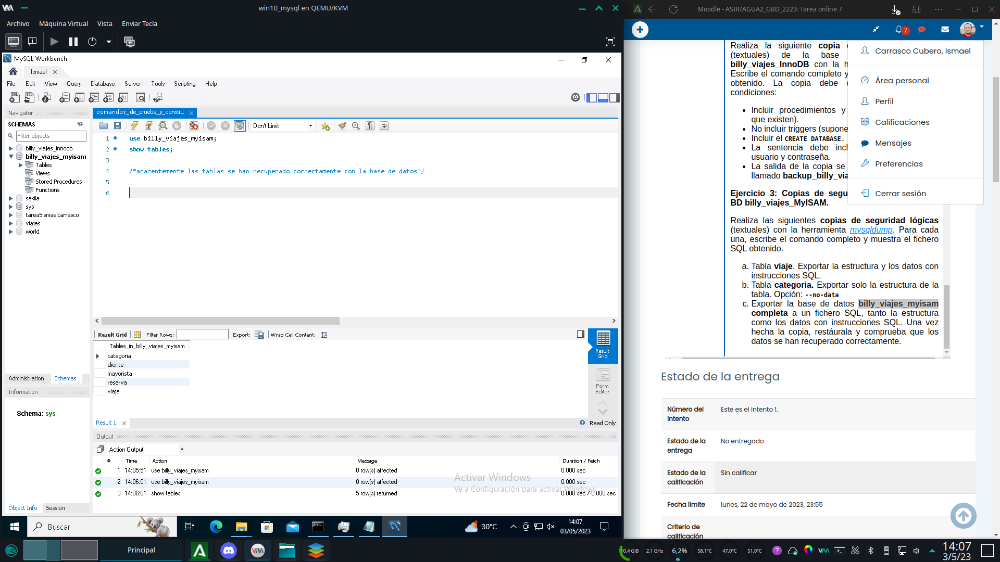 win10_mysql en QEMU/KVM
Archivo Máquina Virtual Vista Enviar Tecla
MySQL Workbench
Ismael
File Edit View Query Database Server Tools Scripting Help
Navigator
SCHEMAS
Filter objects
billy_viajes_innodb
billy_viajes_myisam
Tables
Views
Stored Procedures
Functions
sakila
sys
tarea5ismaelcarrasco
viajes
world
Administration Schemas
Information
Schema: sys
Object Info Session
comandos_de_prueba_y_constr...
Don't Limit
1 use billy_viajes_myisam;
2 show tables;
3
4 /*aparentemente las tablas se han recuperado correctamente con la base de datos*/
5
6
Result Grid Filter Rows: Export: Wrap Cell Content:
Tables_in_billy_viajes_myisam
categoria
cliente
mayorista
reserva
viaje
Result Grid
Form Editor
Result 1
Read Only
Output
Action Output
# Time Action Message Duration / Fetch
1 14:05:51 use billy_viajes_myisam 0 row(s) affected 0.000 sec
2 14:06:01 use billy_viajes_myisam 0 row(s) affected 0.000 sec
3 14:06:01 show tables 5 row(s) returned 0.000 sec / 0.000 sec
Activar Windows
Ve a Configuración para activar Windows.
Buscar
30°C
14:07
03/05/2023
Moodle - ASIR/AGUA2_GBD_2223: Tarea online 7
7
Realiza la siguiente copia
(textuales) de la base
billy_viajes_InnoDB con la h
Escribe el comando completo y
obtenido. La copia debe
condiciones:
Incluir procedimientos y
que existen).
No incluir triggers (supone
Incluir el CREATE DATABASE.
La sentencia debe incl
usuario y contraseña.
La salida de la copia se
llamado backup_billy_via
Carrasco Cubero, Ismael
Área personal
Perfil
Calificaciones
Mensajes
Preferencias
Cerrar sesión
Ejercicio 3: Copias de segu
BD billy_viajes_MyISAM.
Realiza las siguientes copias de seguridad lógicas
(textuales) con la herramienta mysqldump. Para cada
una, escribe el comando completo y muestra el fichero
SQL obtenido.
a. Tabla viaje. Exportar la estructura y los datos con
instrucciones SQL.
b. Tabla categoria. Exportar solo la estructura de la
tabla. Opción: --no-data
c. Exportar la base de datos billy_viajes_myisam
completa a un fichero SQL, tanto la estructura
como los datos con instrucciones SQL. Una vez
hecha la copia, restáurala y comprueba que los
datos se han recuperado correctamente.
Estado de la entrega
Número del intento Este es el intento 1.
Estado de la entrega No entregado
Estado de la calificación Sin calificar
Fecha límite lunes, 22 de mayo de 2023, 23:55
Criterio de calificación
Principal
10,4 GiB 2,1 GHz 6,2% 58,1°C 47,0°C 51,0°C
14:07
3/5/23